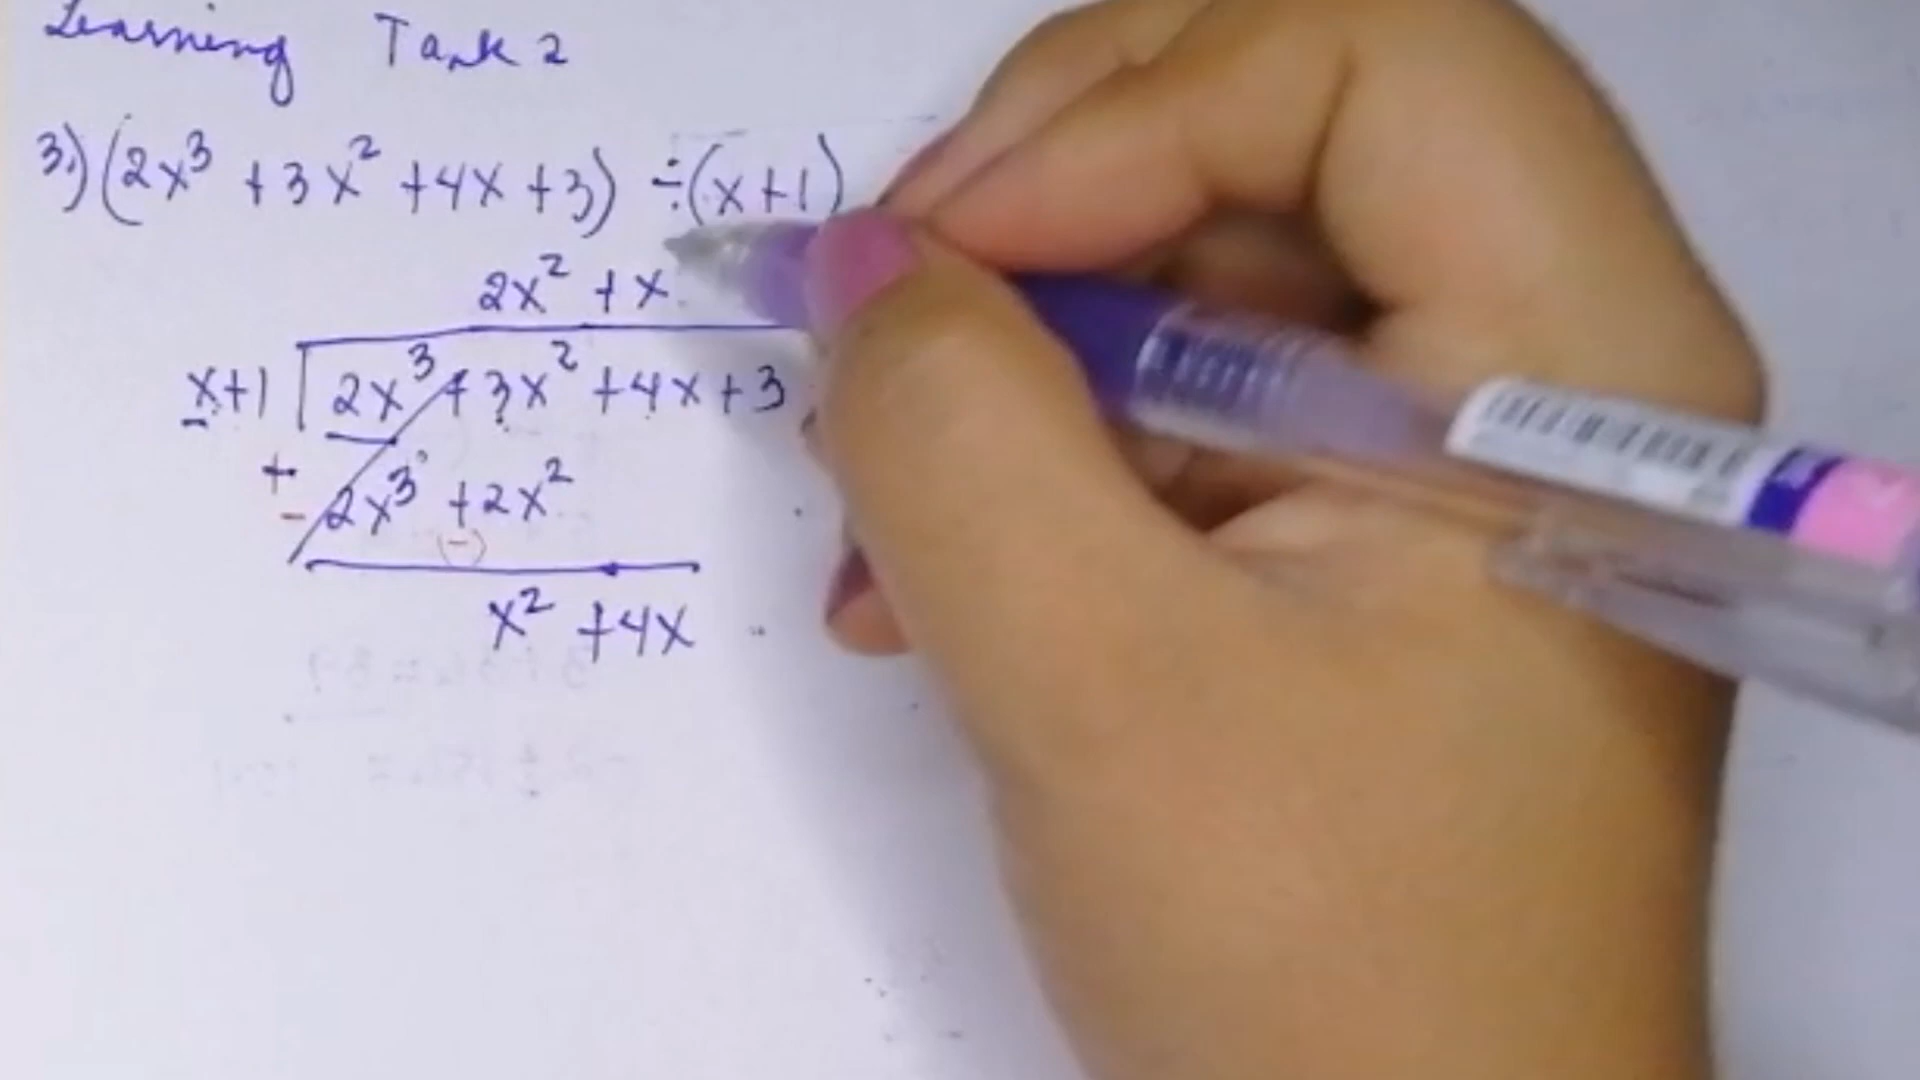 Learning Task 2
3.) (2x³ + 3x² + 4x + 3) ÷ (x + 1)
2x² + x
x+1 2x³ + 3x² + 4x + 3
+
- 2x³ + 2x²
(-)
x² + 4x